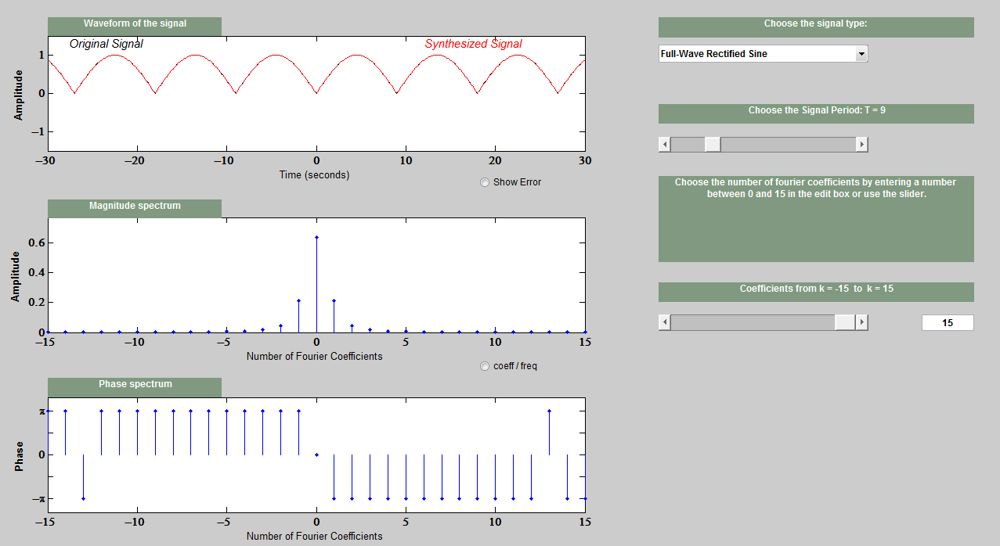 Waveform of the signal
Original Signal
Synthesized Signal
1
0
−1
Amplitude
−30 −20 −10 0 10 20 30
Time (seconds)
Show Error
Magnitude spectrum
0.6
0.4
0.2
0
Amplitude
−15 −10 −5 0 5 10 15
Number of Fourier Coefficients
coeff / freq
Phase spectrum
π
0
−π
Phase
−15 −10 −5 0 5 10 15
Number of Fourier Coefficients
Choose the signal type:
Full-Wave Rectified Sine
Choose the Signal Period: T = 9
Choose the number of fourier coefficients by entering a number
between 0 and 15 in the edit box or use the slider.
Coefficients from k = -15 to k = 15
15